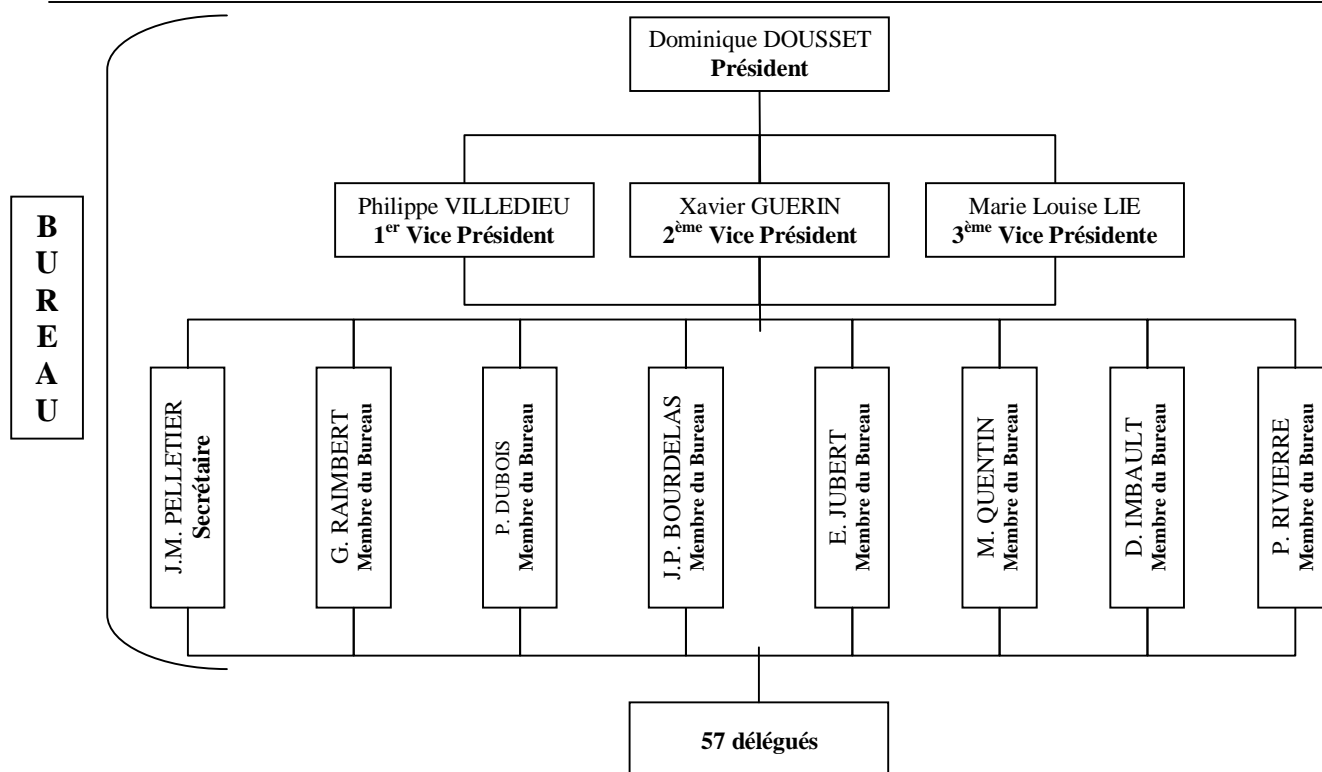 Dominique DOUSSET
Président
Philippe VILLEDIEU
1er Vice Président
Xavier GUERIN
2ème Vice Président
Marie Louise LIE
3ème Vice Présidente
B
U
R
E
A
U
J.M. PELLETIER
Secrétaire
G. RAIMBERT
Membre du Bureau
P. DUBOIS
Membre du Bureau
J.P. BOURDELAS
Membre du Bureau
E. JUBERT
Membre du Bureau
M. QUENTIN
Membre du Bureau
D. IMBAULT
Membre du Bureau
P. RIVIERRE
Membre du Bureau
57 délégués